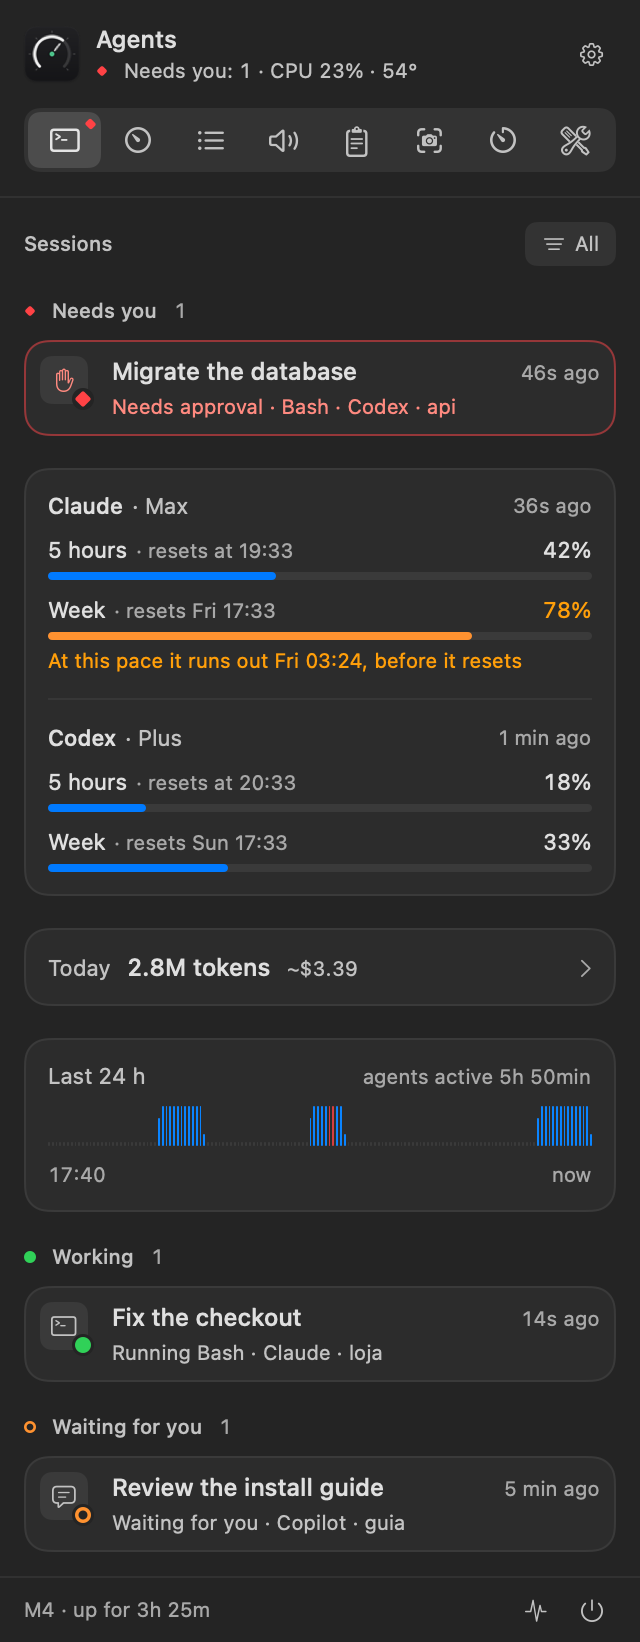 Agents
Needs you: 1 · CPU 23% · 54°
Sessions
All
Needs you 1
Migrate the database 46s ago
Needs approval · Bash · Codex · api
Claude · Max 36s ago
5 hours · resets at 19:33 42%
Week · resets Fri 17:33 78%
At this pace it runs out Fri 03:24, before it resets
Codex · Plus 1 min ago
5 hours · resets at 20:33 18%
Week · resets Sun 17:33 33%
Today 2.8M tokens ~$3.39
Last 24 h agents active 5h 50min
17:40 now
Working 1
Fix the checkout 14s ago
Running Bash · Claude · loja
Waiting for you 1
Review the install guide 5 min ago
Waiting for you · Copilot · guia
M4 · up for 3h 25m